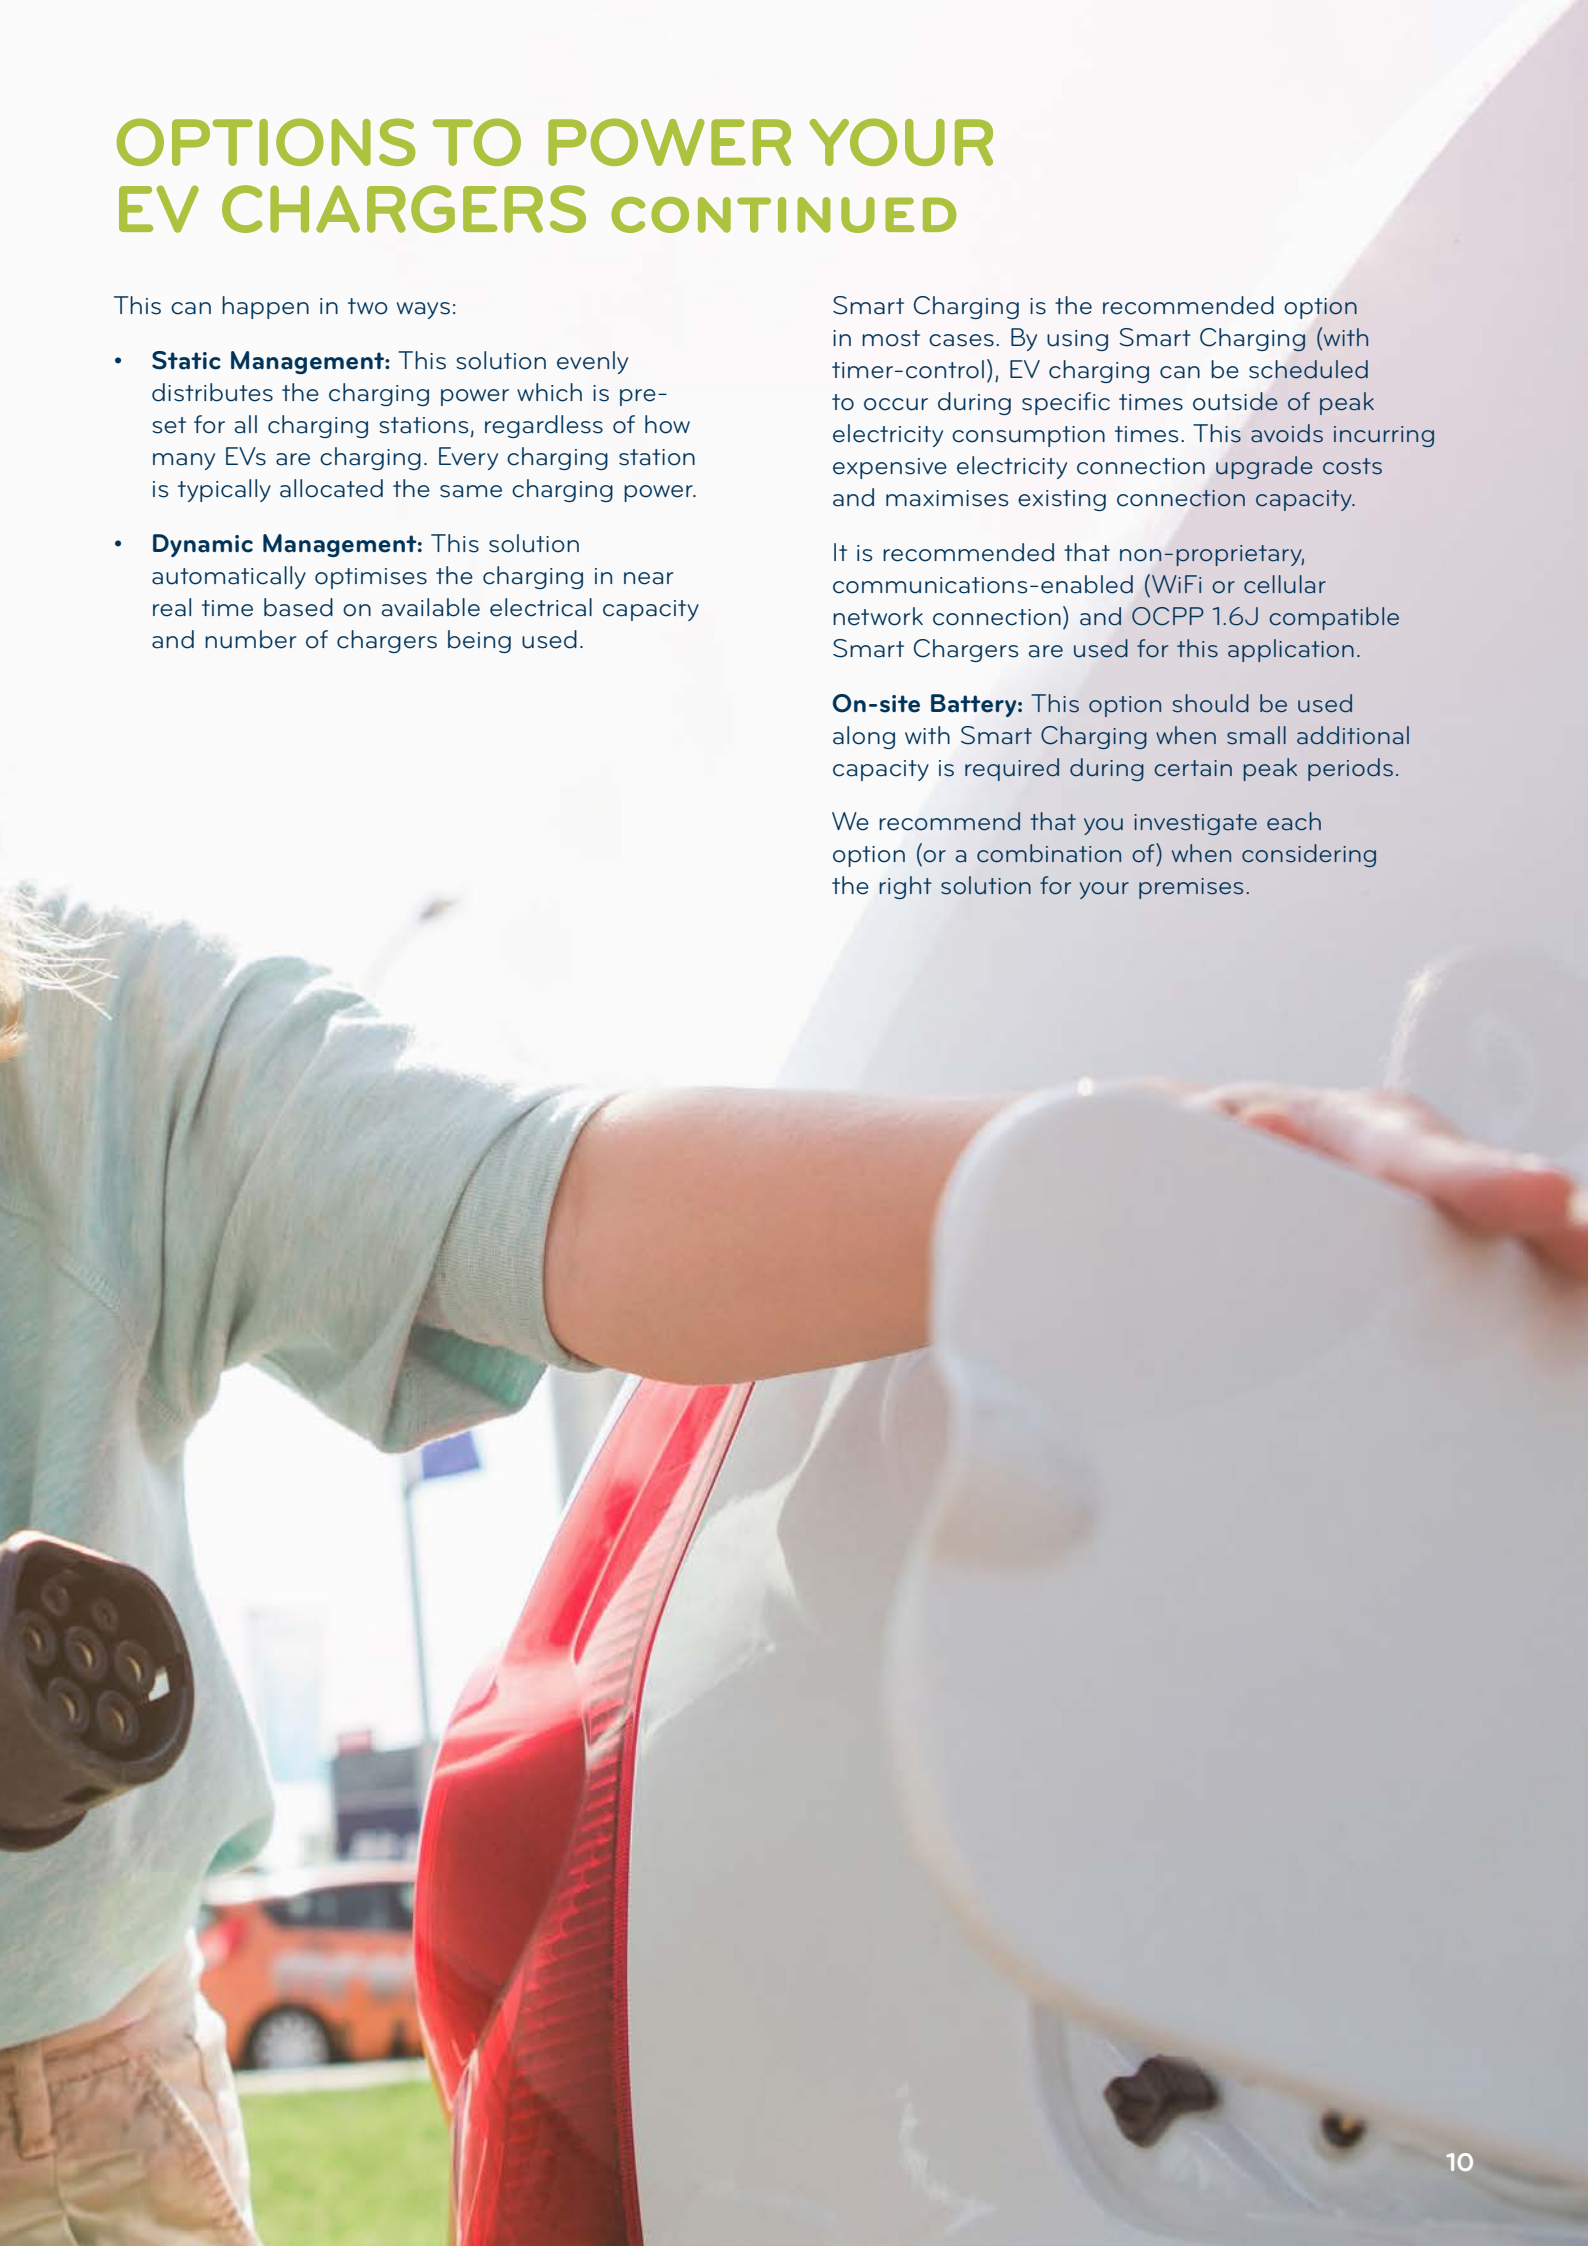 OPTIONS TO POWER YOUR
EV CHARGERS CONTINUED
This can happen in two ways:
• Static Management: This solution evenly
distributes the charging power which is pre-
set for all charging stations, regardless of how
many EVs are charging. Every charging station
is typically allocated the same charging power.
• Dynamic Management: This solution
automatically optimises the charging in near
real time based on available electrical capacity
and number of chargers being used.
Smart Charging is the recommended option
in most cases. By using Smart Charging (with
timer-control), EV charging can be scheduled
to occur during specific times outside of peak
electricity consumption times. This avoids incurring
expensive electricity connection upgrade costs
and maximises existing connection capacity.
It is recommended that non-proprietary,
communications-enabled (WiFi or cellular
network connection) and OCPP 1.6J compatible
Smart Chargers are used for this application.
On-site Battery: This option should be used
along with Smart Charging when small additional
capacity is required during certain peak periods.
We recommend that you investigate each
option (or a combination of) when considering
the right solution for your premises.
10